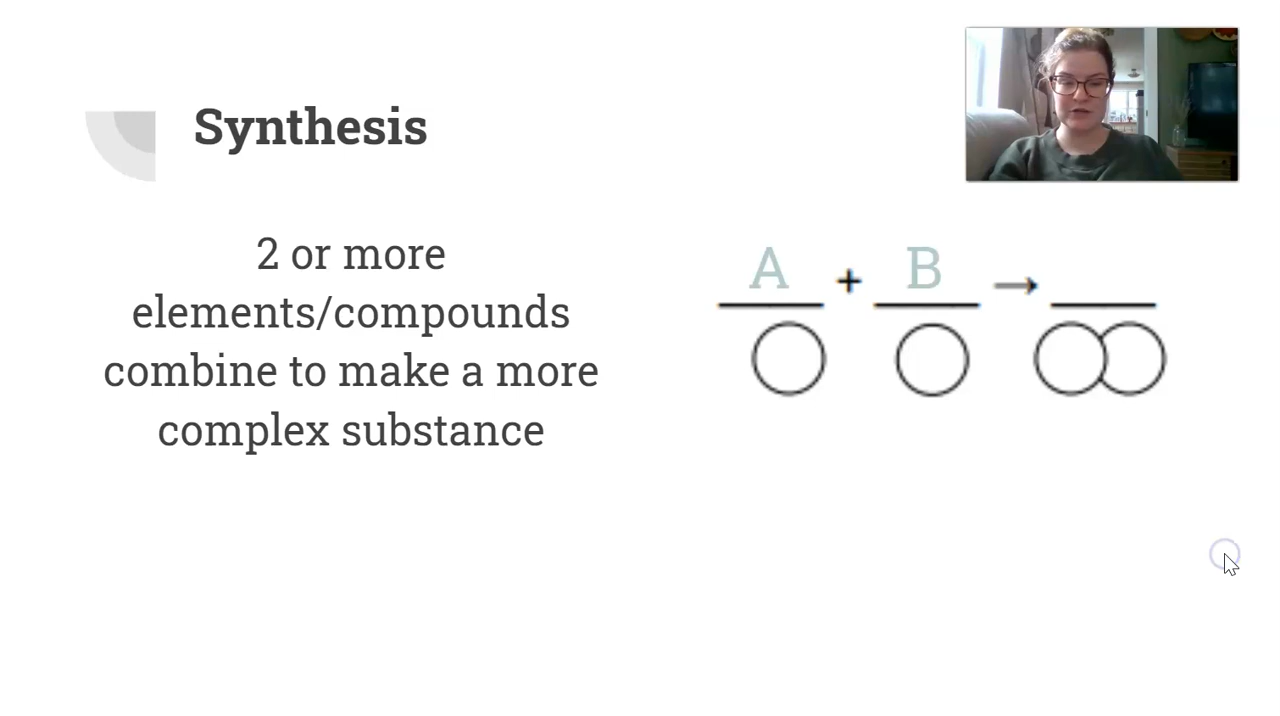 Synthesis
2 or more
elements/compounds
combine to make a more
complex substance
A + B →